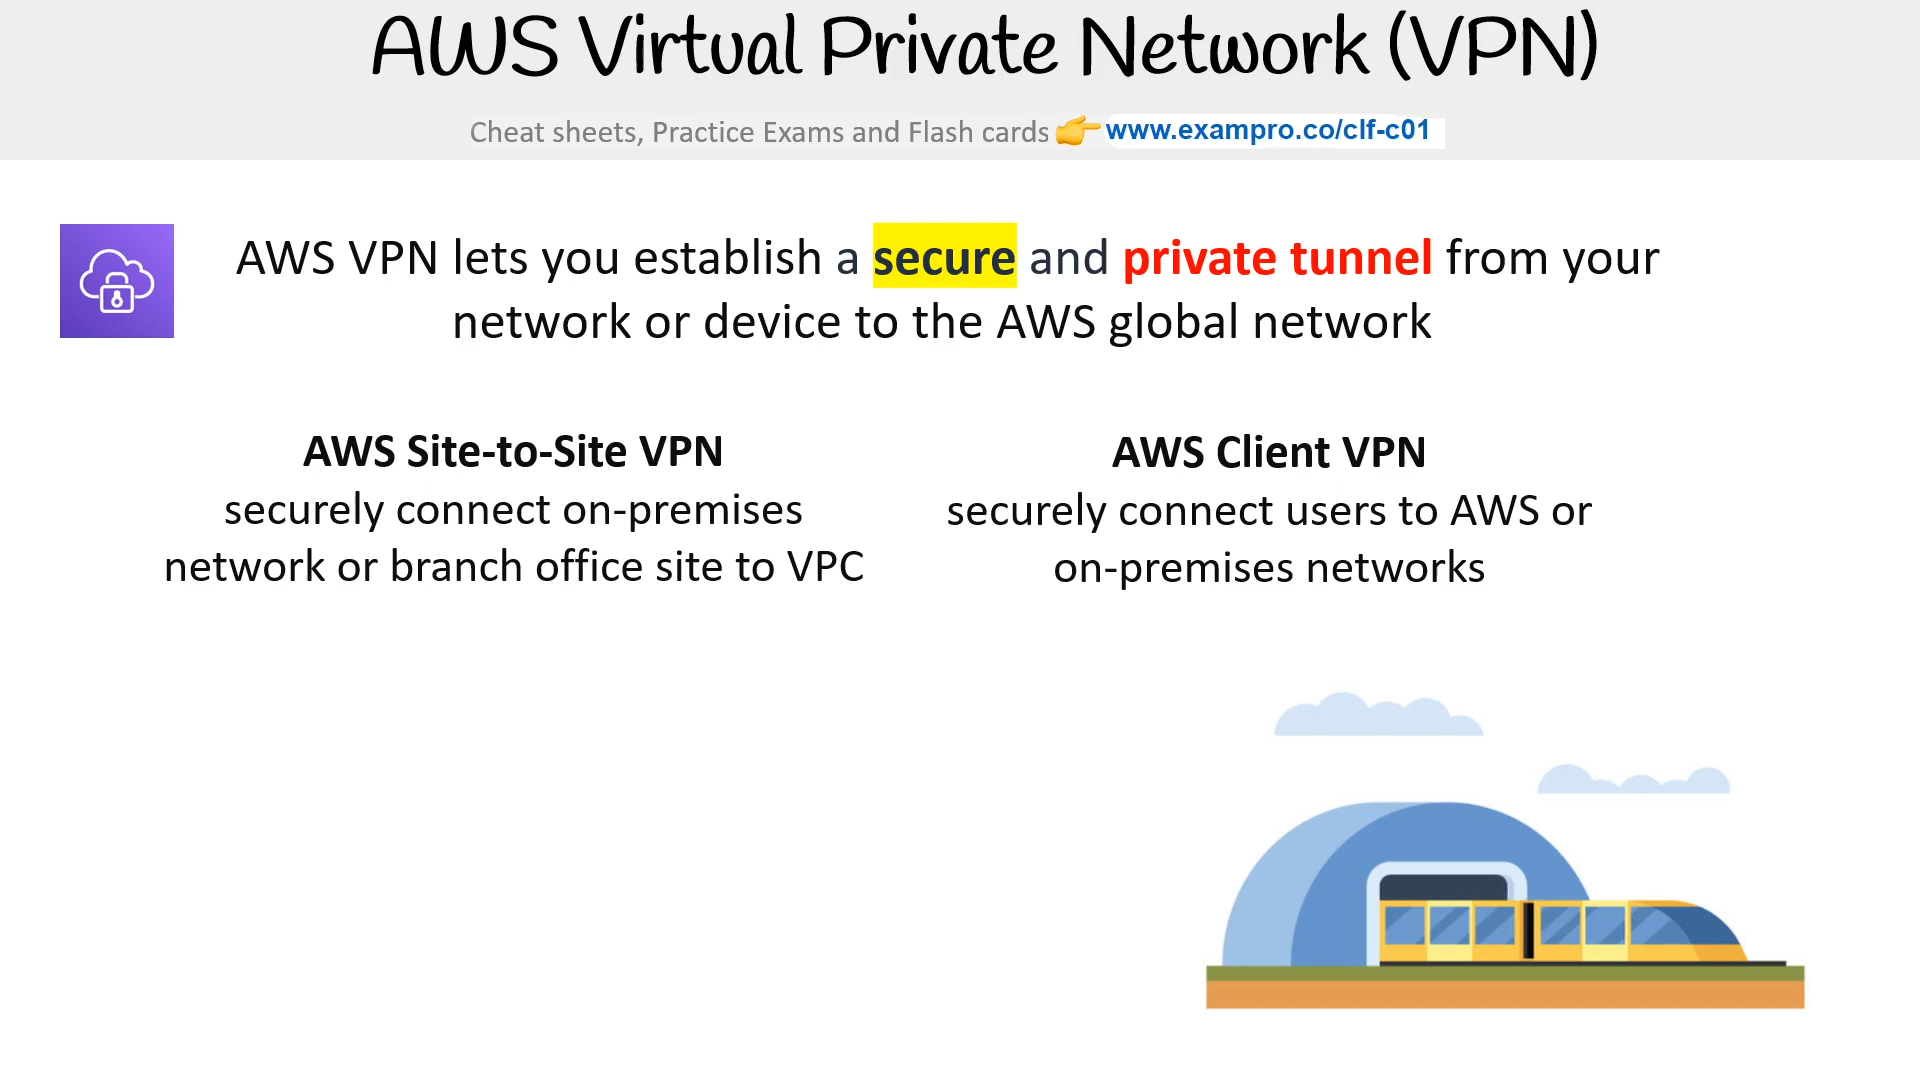 AWS Virtual Private Network (VPN)
Cheat sheets, Practice Exams and Flash cards 👉 www.exampro.co/clf-c01
AWS VPN lets you establish a secure and private tunnel from your
network or device to the AWS global network
AWS Site-to-Site VPN
securely connect on-premises
network or branch office site to VPC
AWS Client VPN
securely connect users to AWS or
on-premises networks